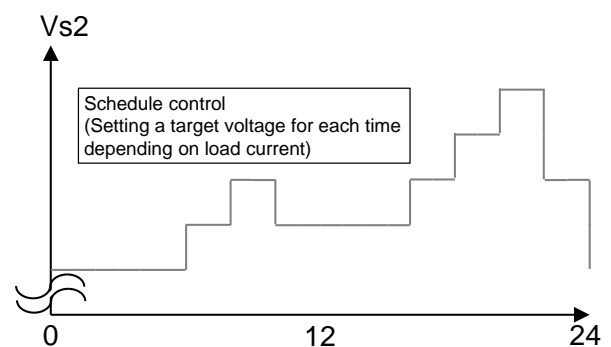 Vs2
Schedule control
(Setting a target voltage for each time
depending on load current)
0
12
24